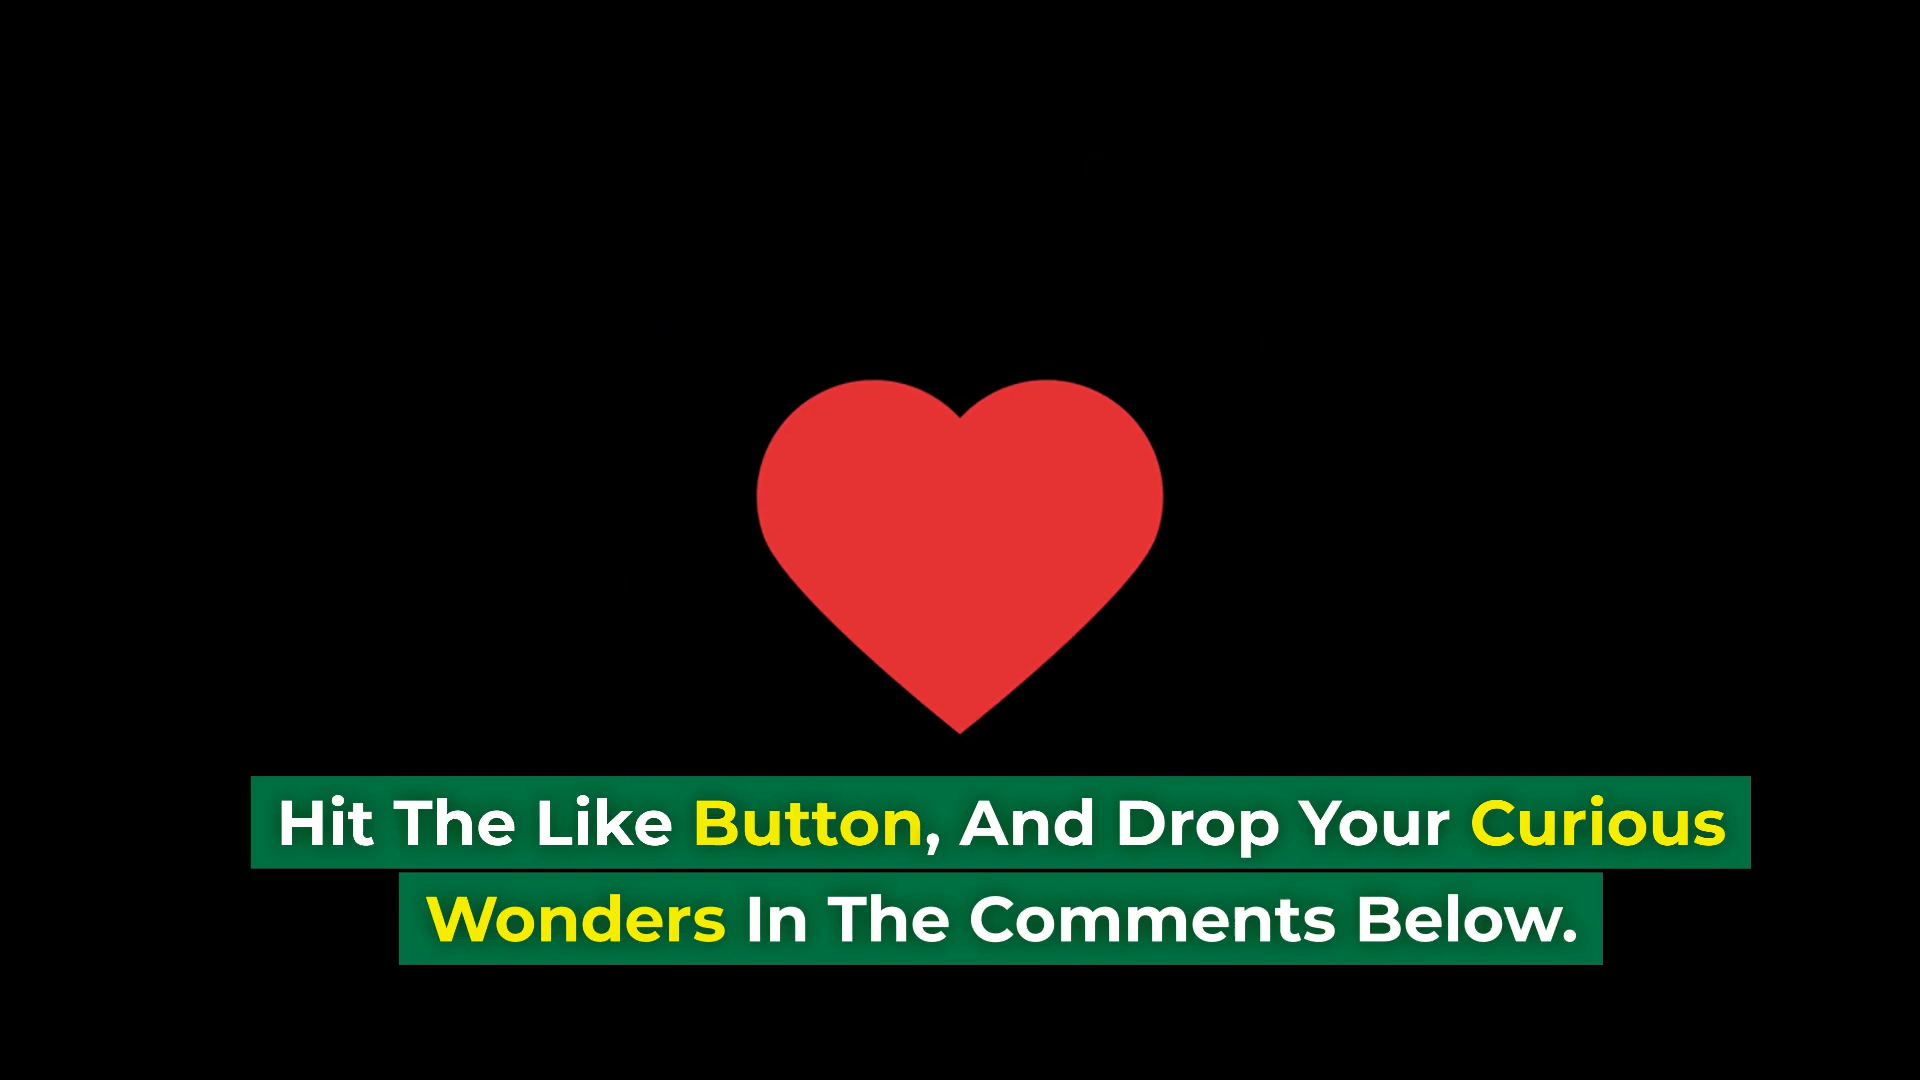 Hit The Like Button, And Drop Your Curious
Wonders In The Comments Below.